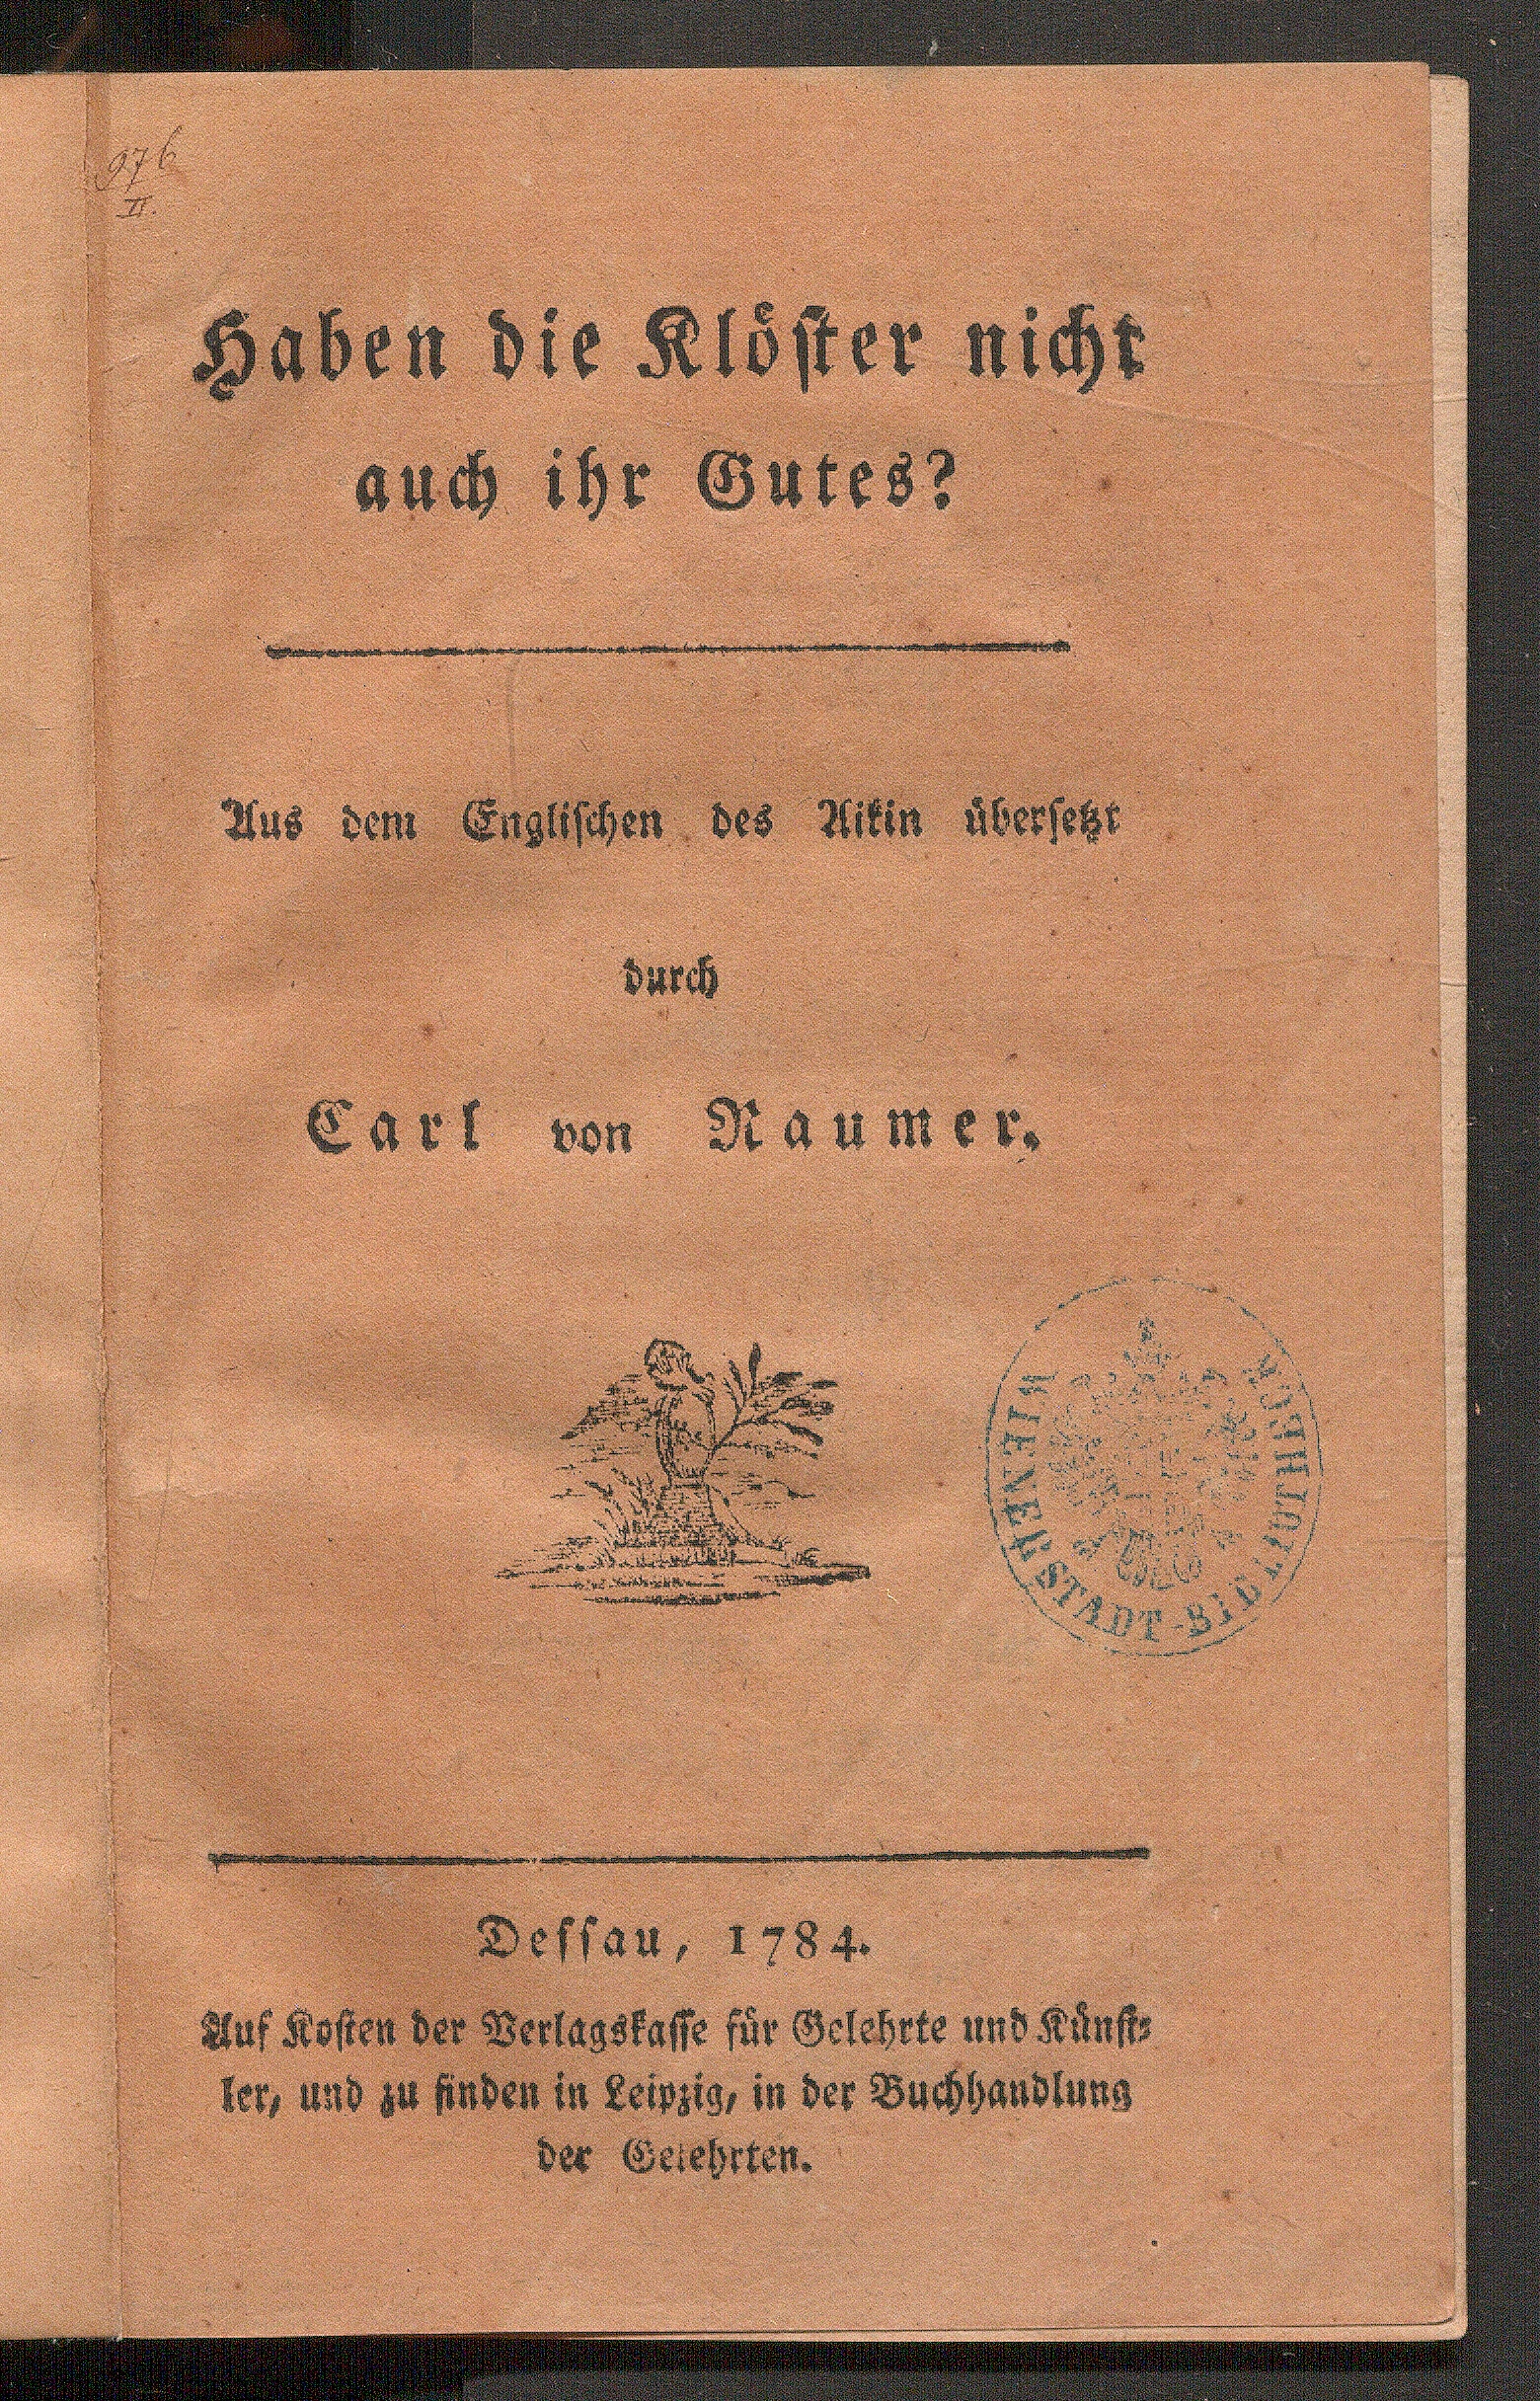 976
II.
Haben die Klöster nicht
auch ihr Gutes?
Aus dem Englischen des Aikin übersetzt
durch
Carl von Raumer.
WIENER STADT-BIBLIOTHEK
Dessau, 1784.
Auf Kosten der Verlagskasse für Gelehrte und Künst-
ler, und zu finden in Leipzig, in der Buchhandlung
der Gelehrten.